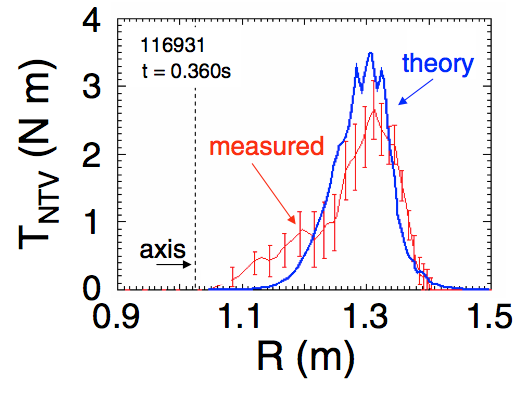 4
3
2
1
0
T_NTV (N m)
116931
t = 0.360s
theory
measured
axis
0.9 1.1 1.3 1.5
R (m)